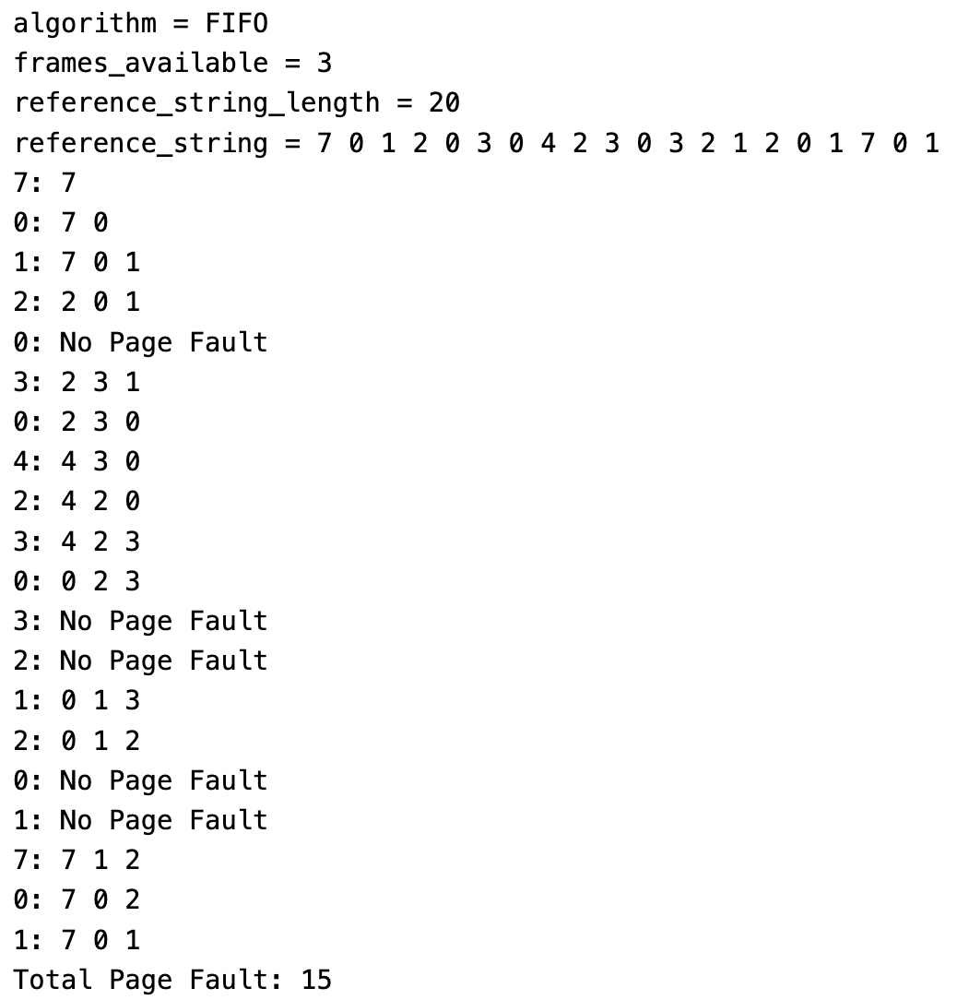 algorithm = FIFO
frames_available = 3
reference_string_length = 20
reference_string = 7 0 1 2 0 3 0 4 2 3 0 3 2 1 2 0 1 7 0 1
7: 7
0: 7 0
1: 7 0 1
2: 2 0 1
0: No Page Fault
3: 2 3 1
0: 2 3 0
4: 4 3 0
2: 4 2 0
3: 4 2 3
0: 0 2 3
3: No Page Fault
2: No Page Fault
1: 0 1 3
2: 0 1 2
0: No Page Fault
1: No Page Fault
7: 7 1 2
0: 7 0 2
1: 7 0 1
Total Page Fault: 15